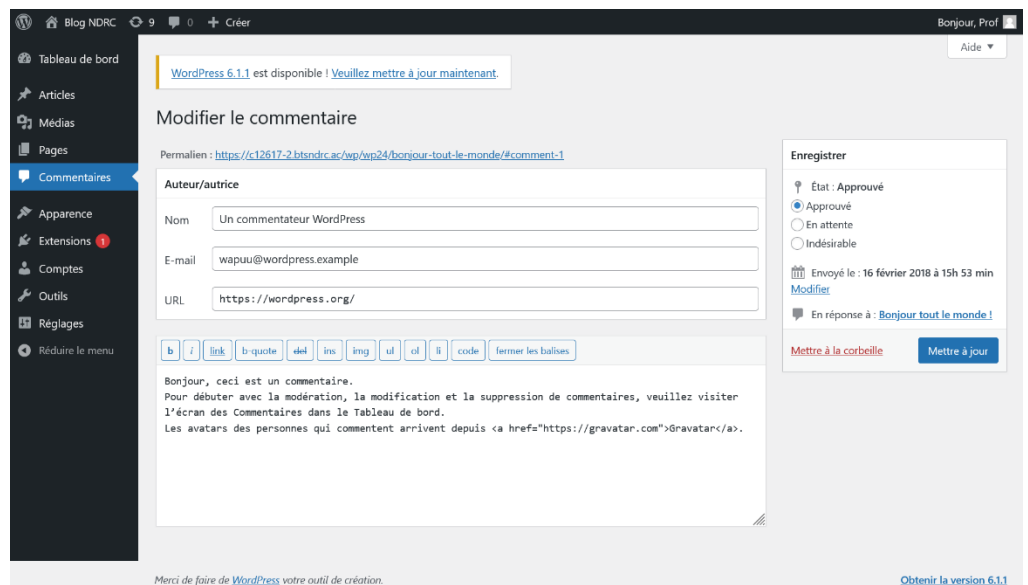 Blog NDRC 9 0 + Créer Bonjour, Prof
Aide ▼
Tableau de bord
Articles
Médias
Pages
Commentaires
Apparence
Extensions 1
Comptes
Outils
Réglages
Réduire le menu
WordPress 6.1.1 est disponible ! Veuillez mettre à jour maintenant.
Modifier le commentaire
Permalien : https://c12617-2.btsndrc.ac/wp/wp24/bonjour-tout-le-monde/#comment-1
Auteur/autrice
Nom Un commentateur WordPress
E-mail wapuu@wordpress.example
URL https://wordpress.org/
b i link b-quote del ins img ul ol li code fermer les balises
Bonjour, ceci est un commentaire.
Pour débuter avec la modération, la modification et la suppression de commentaires, veuillez visiter
l’écran des Commentaires dans le Tableau de bord.
Les avatars des personnes qui commentent arrivent depuis <a href="https://gravatar.com">Gravatar</a>.
Enregistrer
État : Approuvé
Approuvé
En attente
Indésirable
Envoyé le : 16 février 2018 à 15h 53 min
Modifier
En réponse à : Bonjour tout le monde !
Mettre à la corbeille Mettre à jour
Merci de faire de WordPress votre outil de création.
Obtenir la version 6.1.1